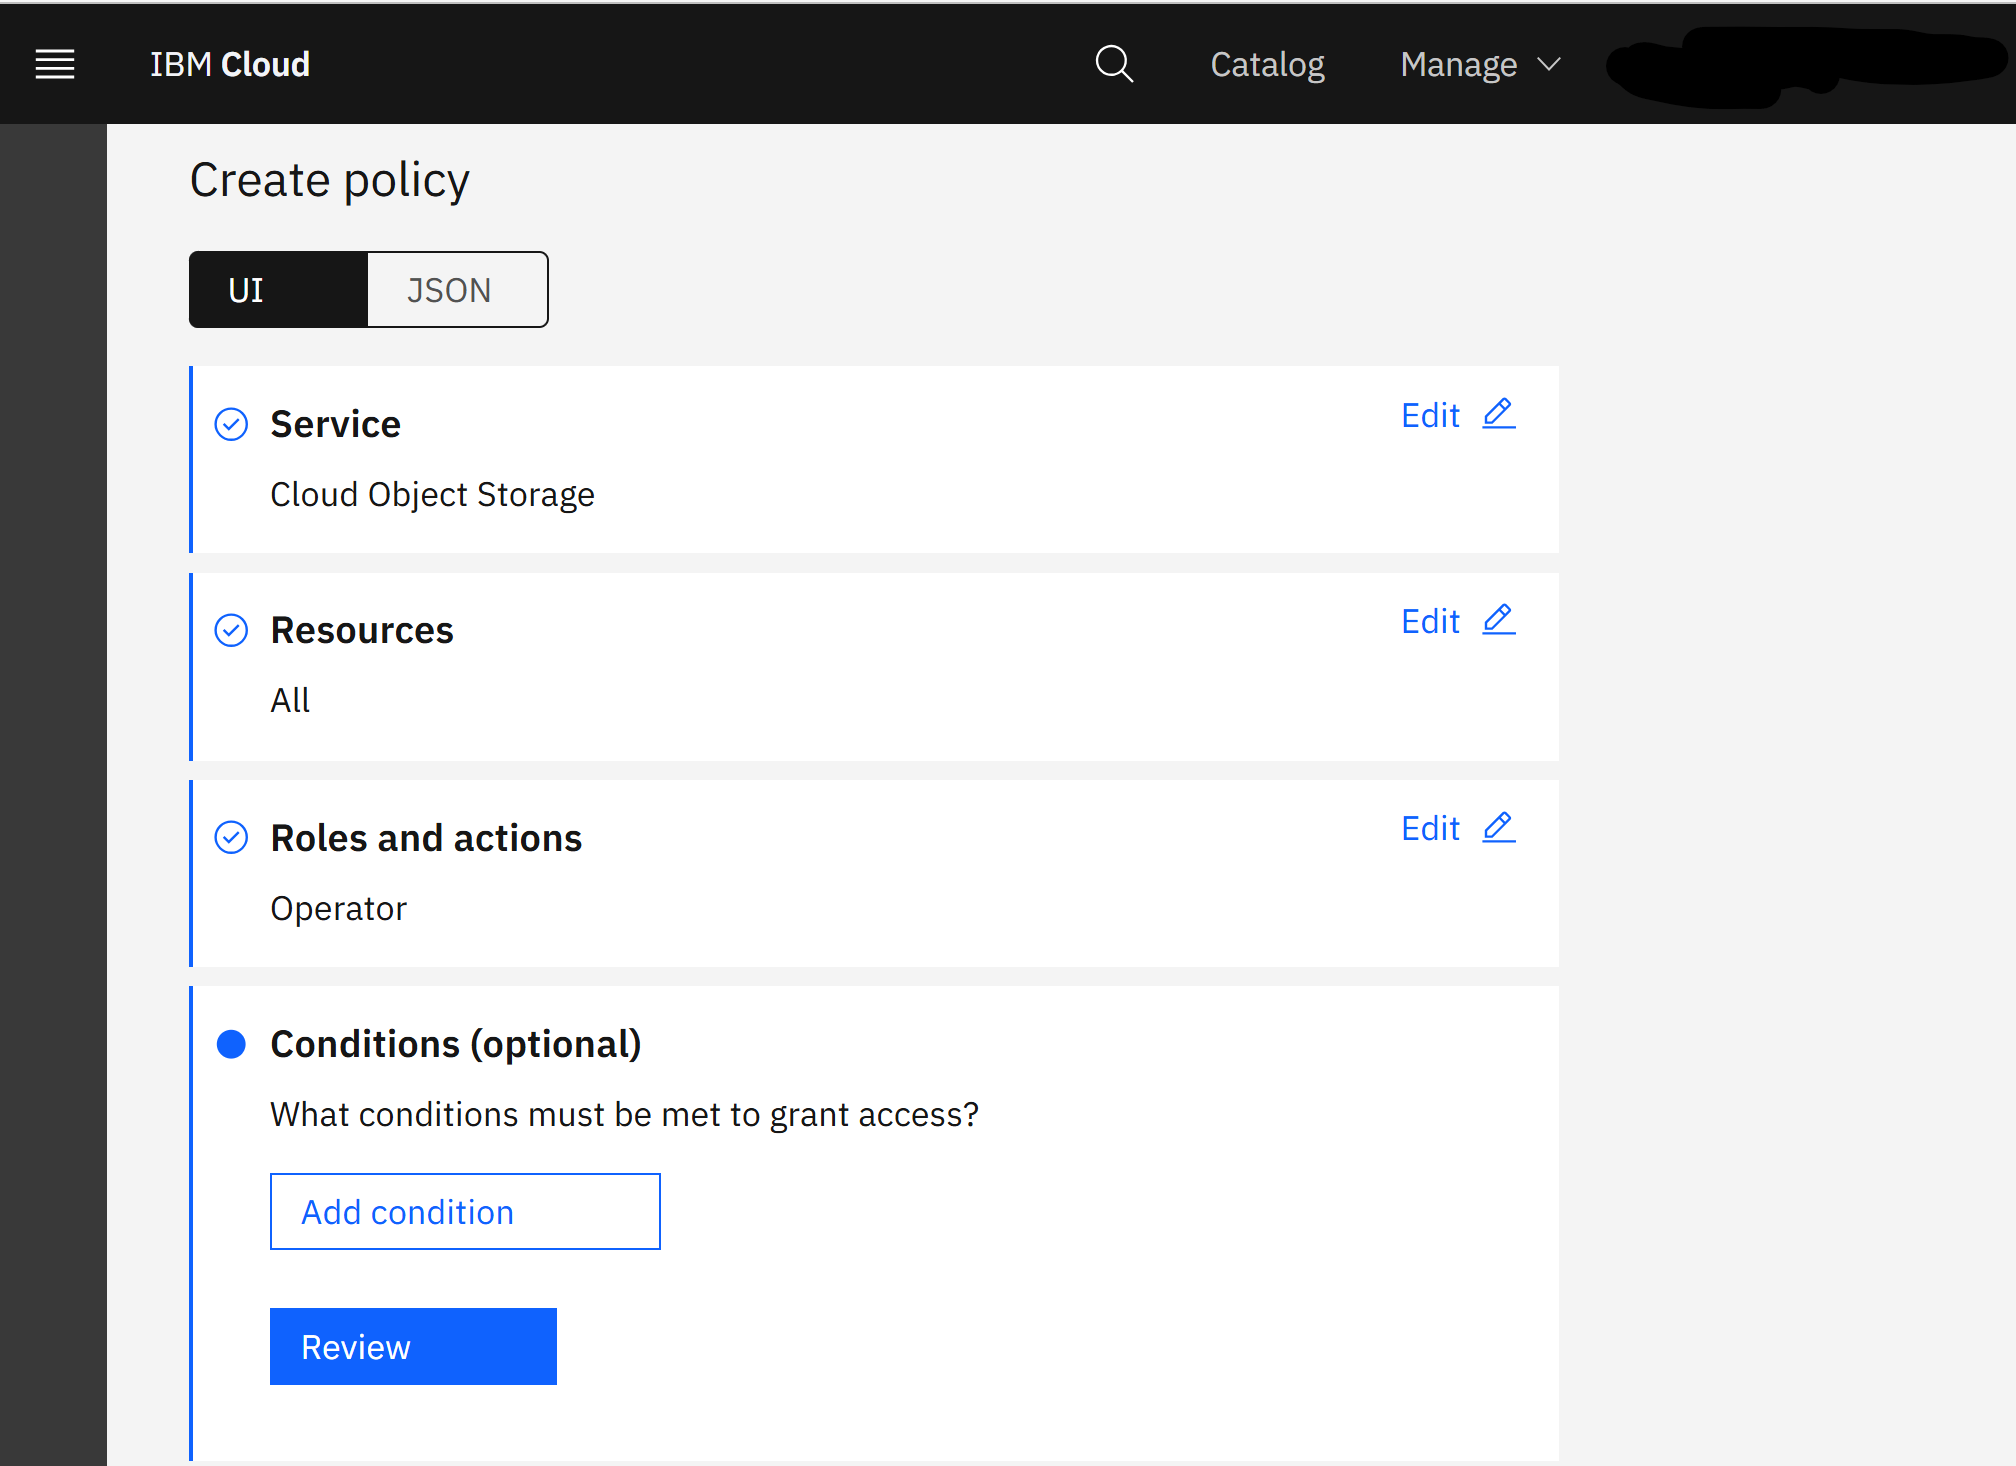 IBM Cloud Catalog Manage
Create policy
UI JSON
Service Edit
Cloud Object Storage
Resources Edit
All
Roles and actions Edit
Operator
Conditions (optional)
What conditions must be met to grant access?
Add condition
Review